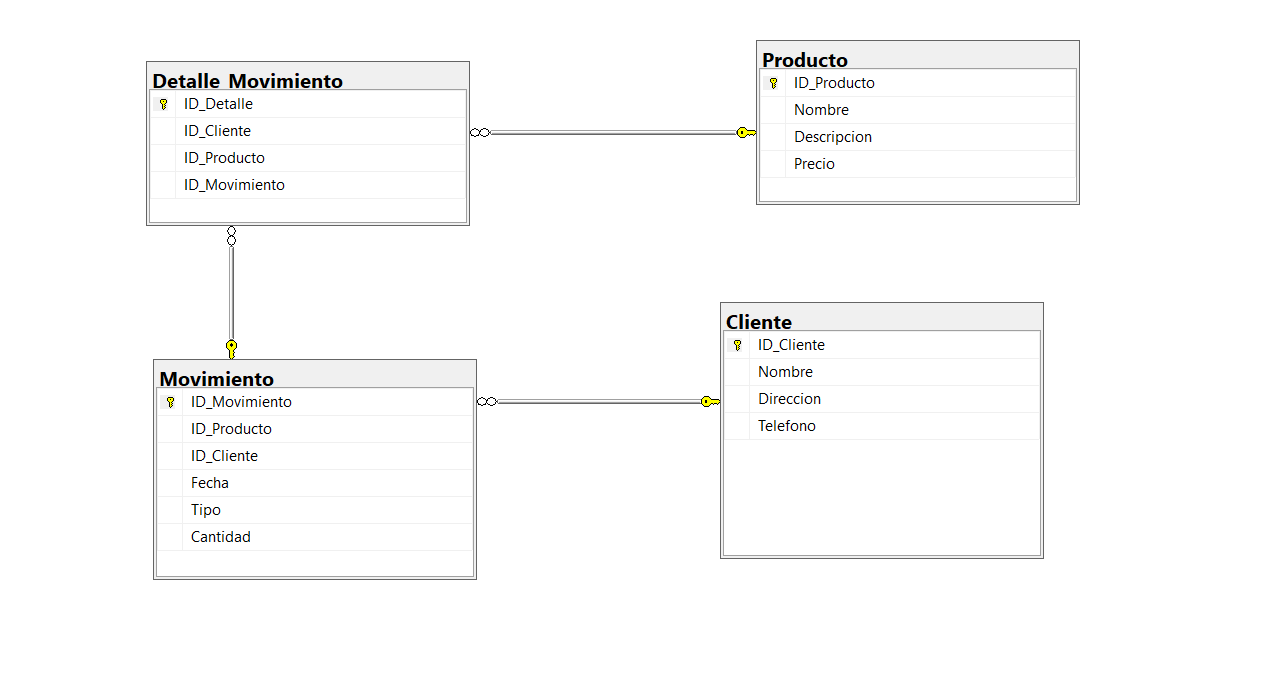 Detalle_Movimiento
ID_Detalle
ID_Cliente
ID_Producto
ID_Movimiento
Producto
ID_Producto
Nombre
Descripcion
Precio
Movimiento
ID_Movimiento
ID_Producto
ID_Cliente
Fecha
Tipo
Cantidad
Cliente
ID_Cliente
Nombre
Direccion
Telefono